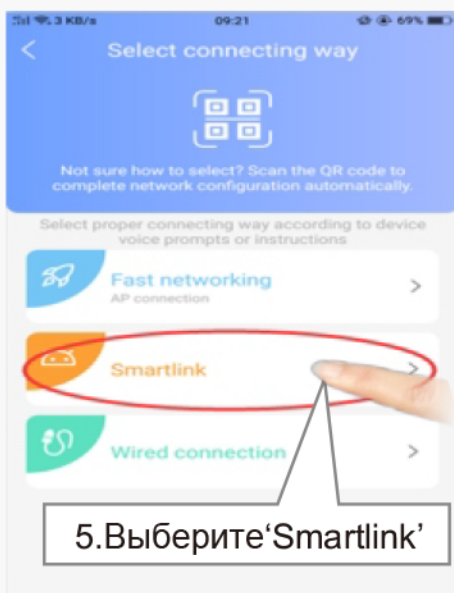 3 KB/s 09:21 69%
Select connecting way
Not sure how to select? Scan the QR code to
complete network configuration automatically.
Select proper connecting way according to device
voice prompts or instructions
Fast networking
AP connection
Smartlink
Wired connection
5.Выберите‘Smartlink’